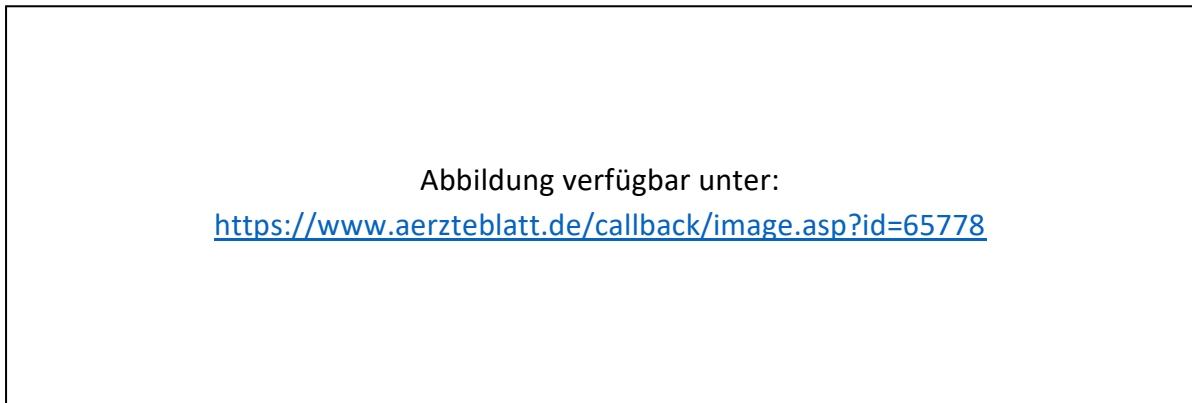 Abbildung verfügbar unter:
https://www.aerzteblatt.de/callback/image.asp?id=65778